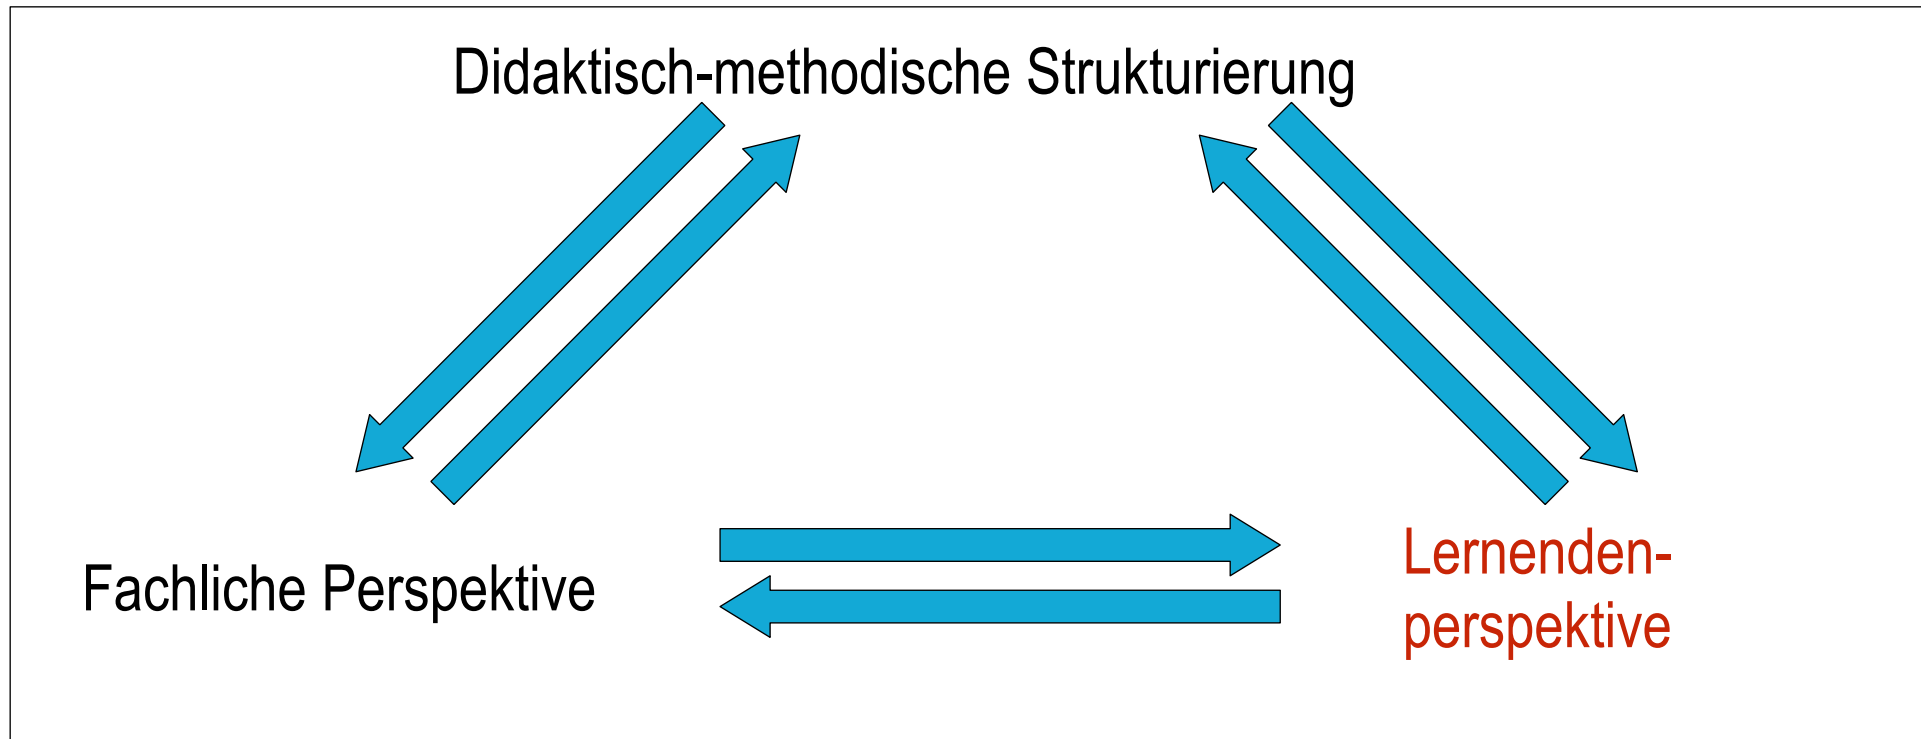 Didaktisch-methodische Strukturierung
Fachliche Perspektive
Lernenden-
perspektive